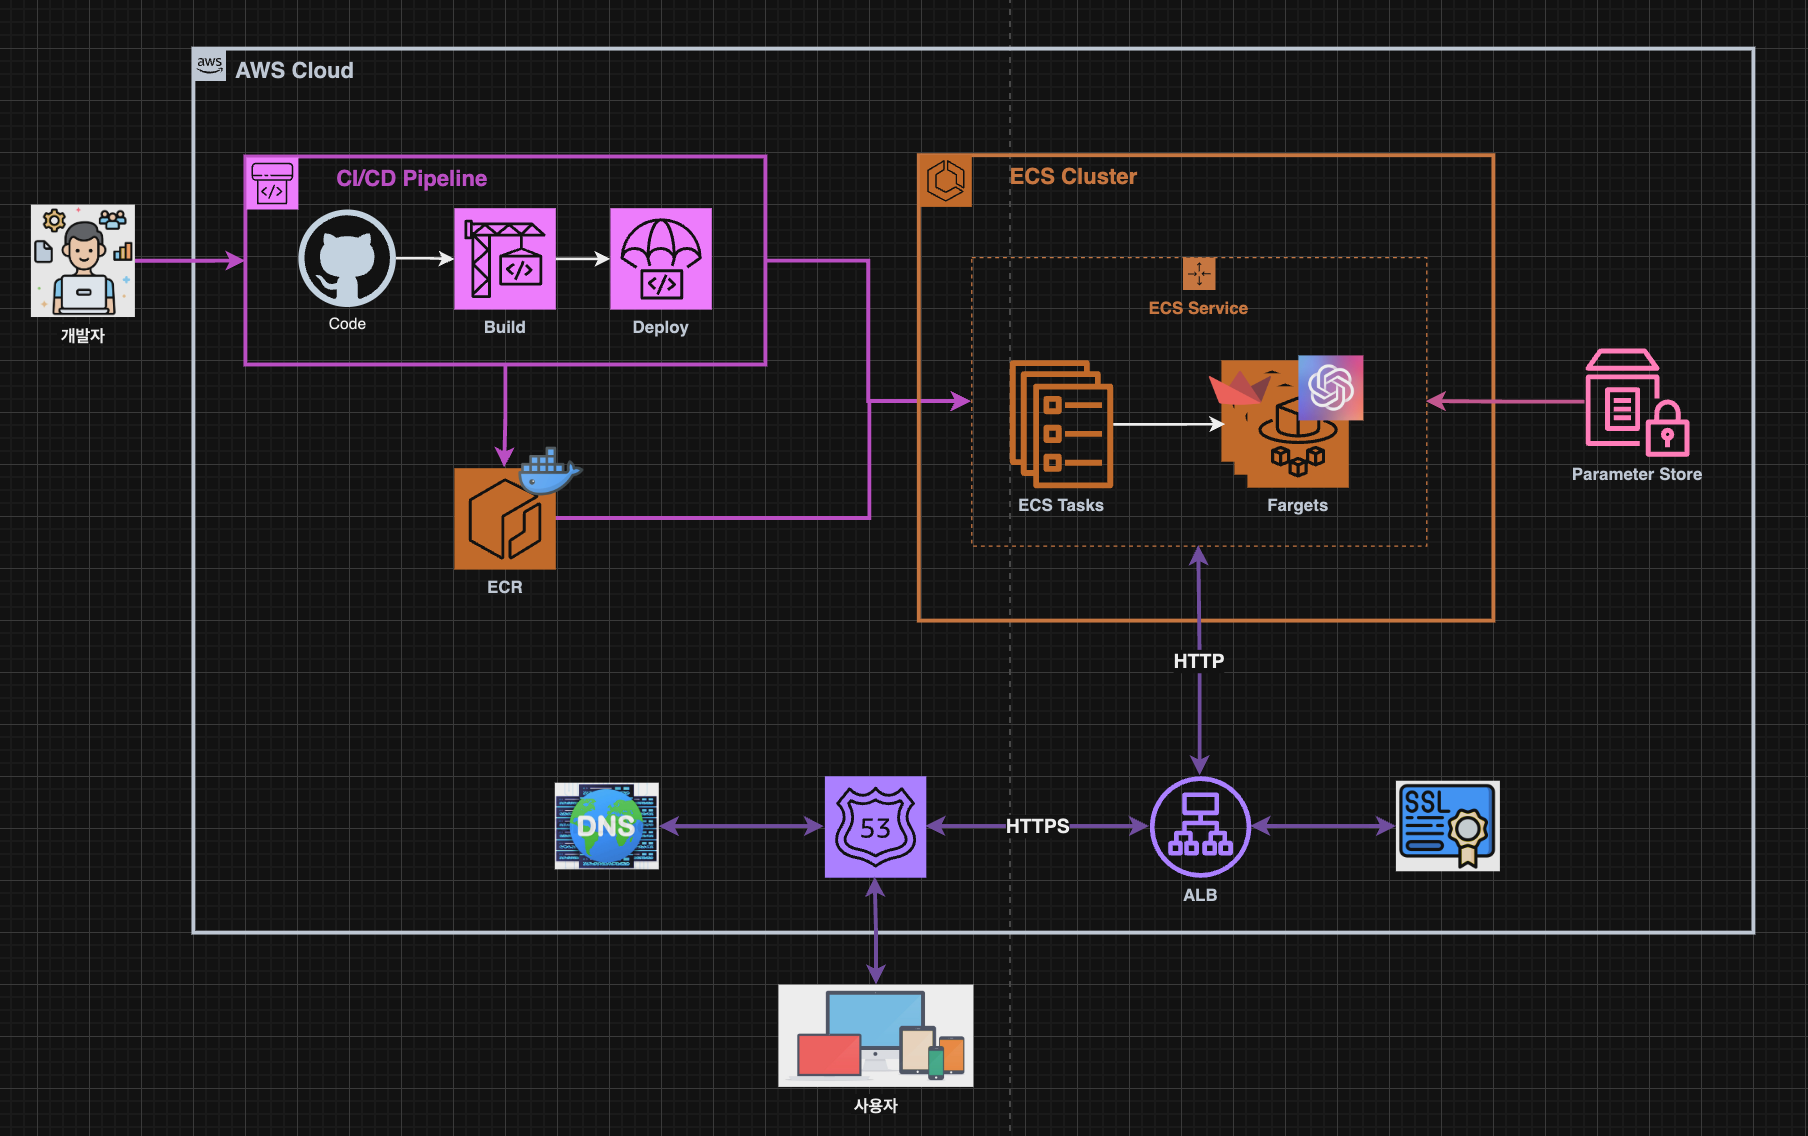 aws
AWS Cloud
CI/CD Pipeline
ECS Cluster
</>
Code
</>
Build
</>
Deploy
개발자
ECS Service
ECS Tasks
Fargets
Parameter Store
ECR
HTTP
DNS
53
HTTPS
ALB
SSL
사용자